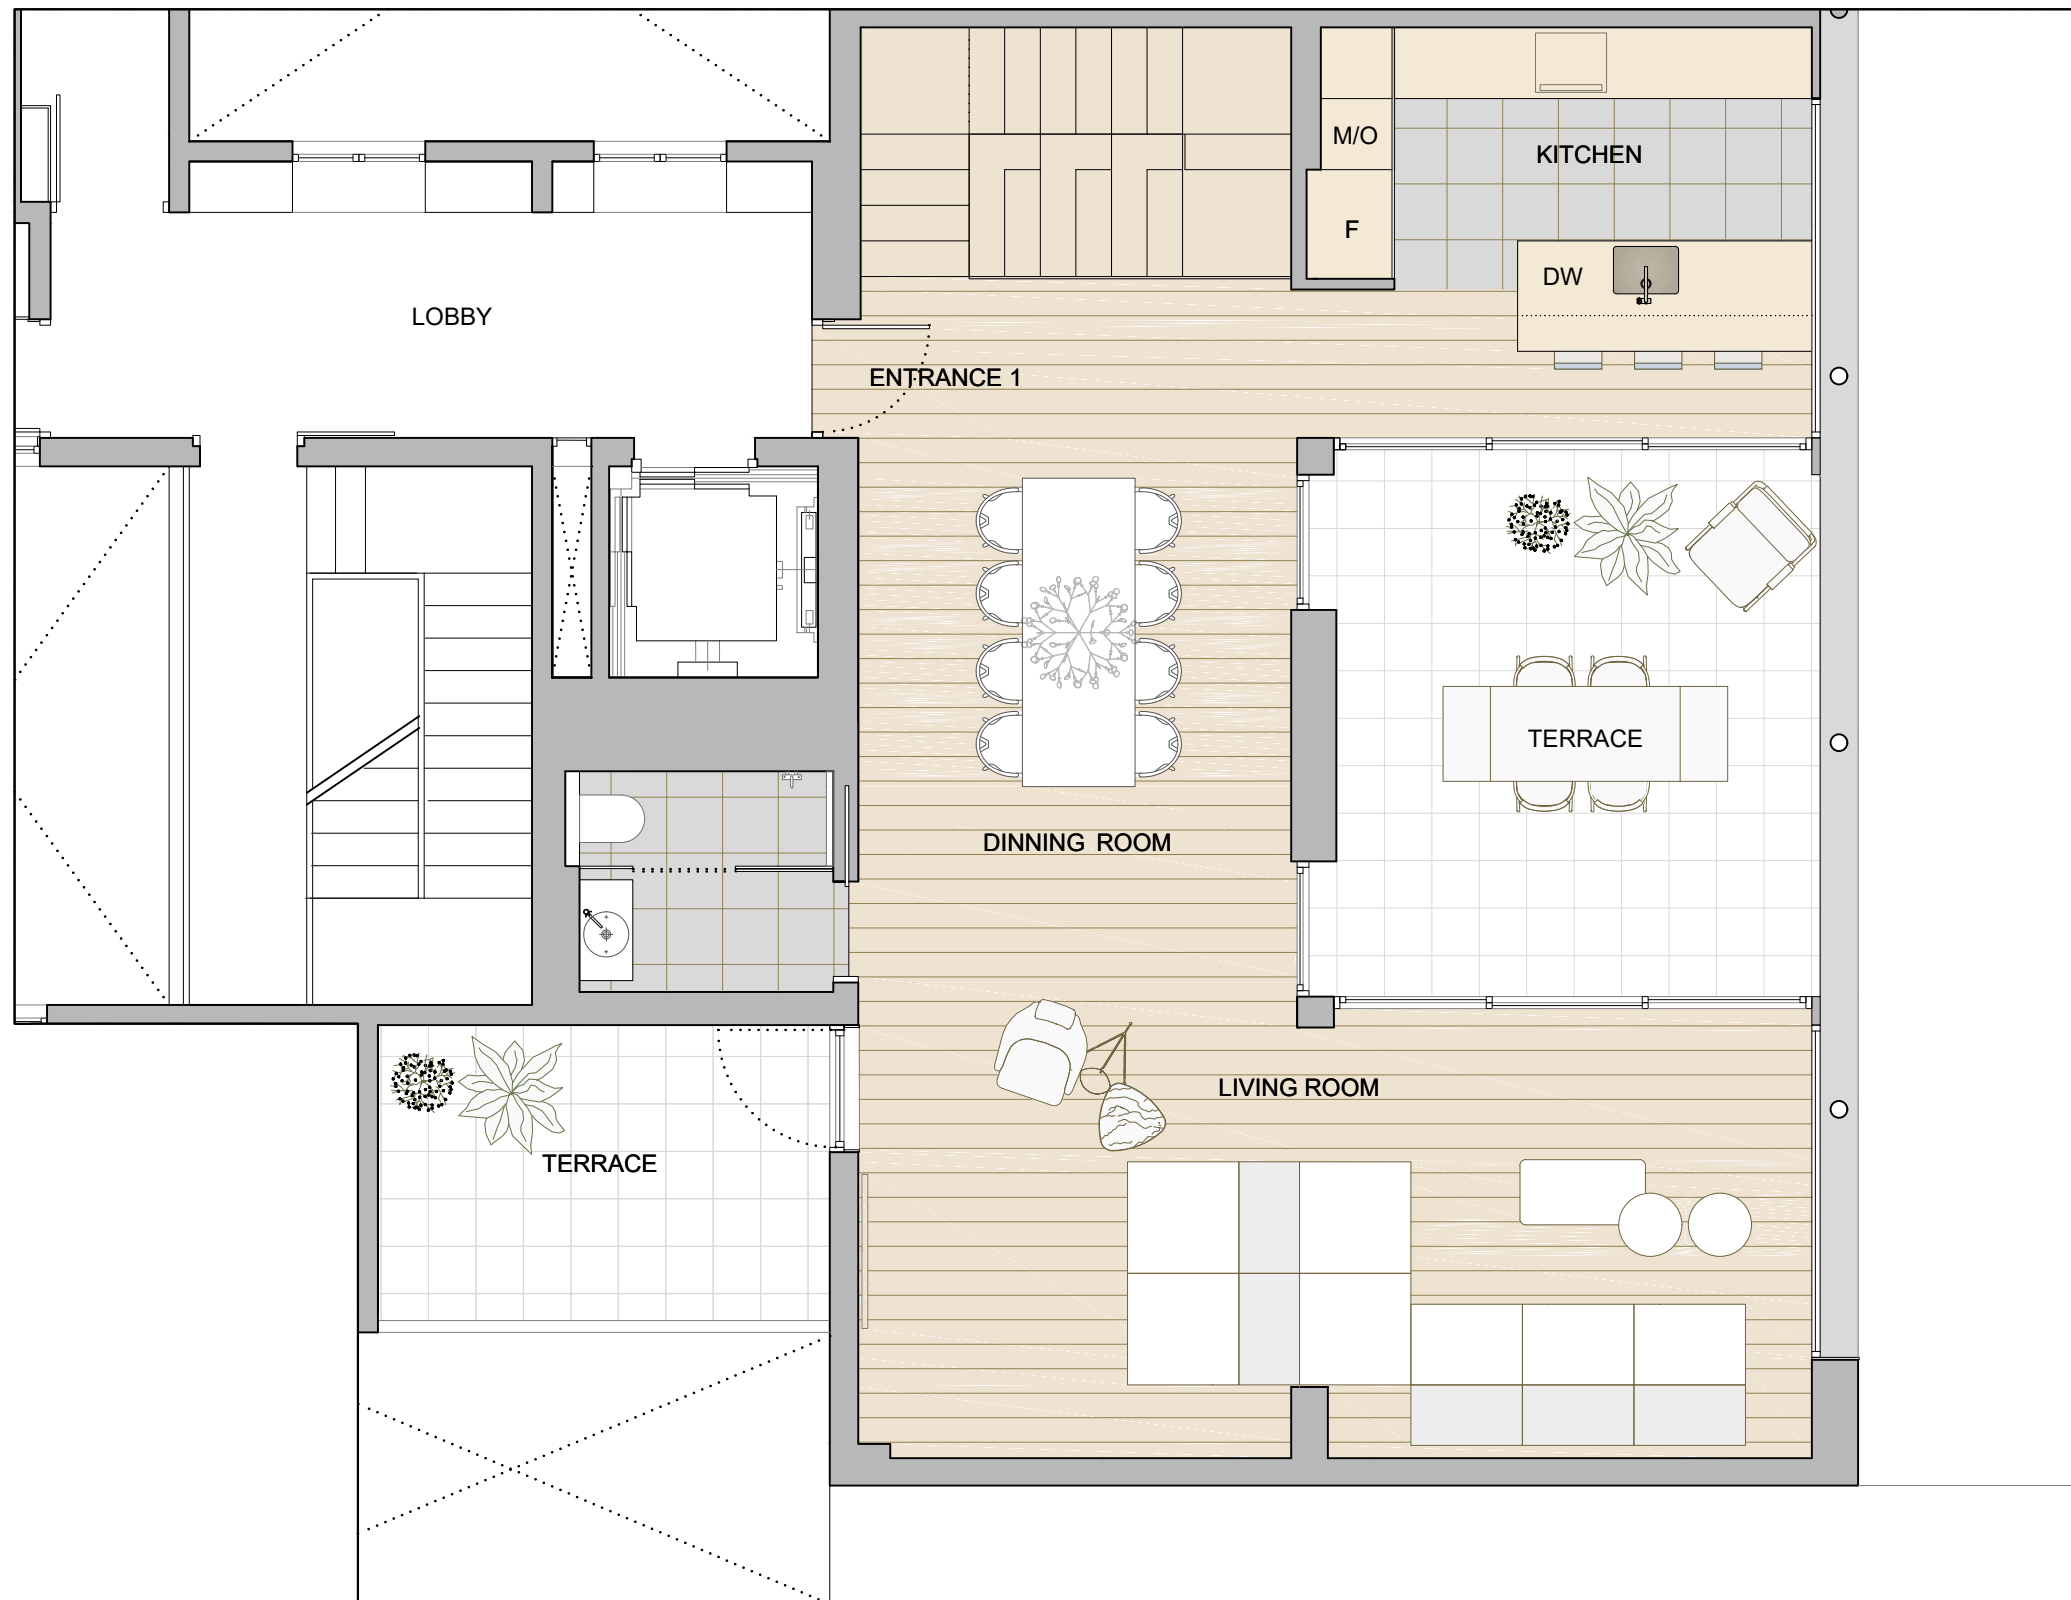 M/O
KITCHEN
F
DW
LOBBY
ENTRANCE 1
TERRACE
DINNING ROOM
LIVING ROOM
TERRACE